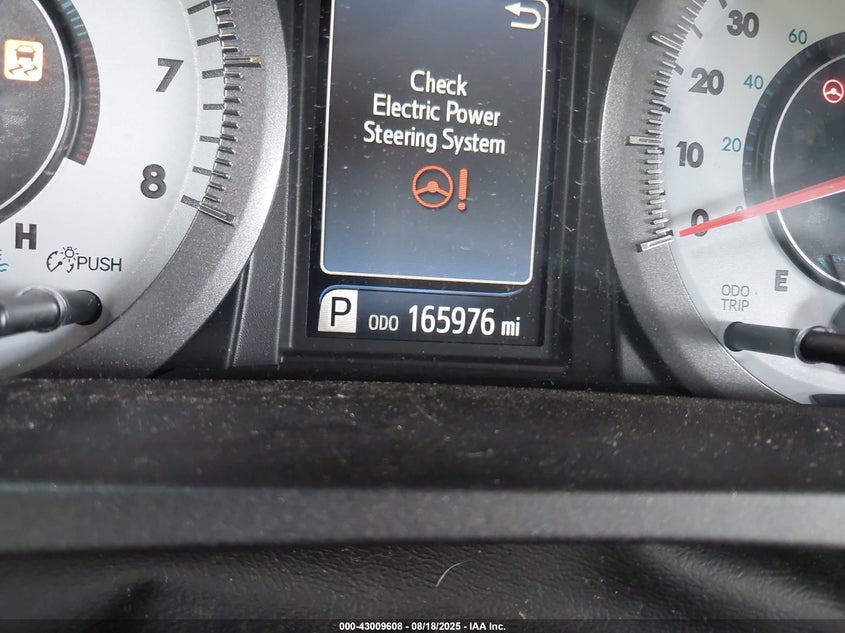 7
8
H
PUSH
Check
Electric Power
Steering System
!
P ODO 165976 mi
30
20
10
0
60
40
20
ODO
TRIP
E
000-43009608 - 08/18/2025 - IAA Inc.